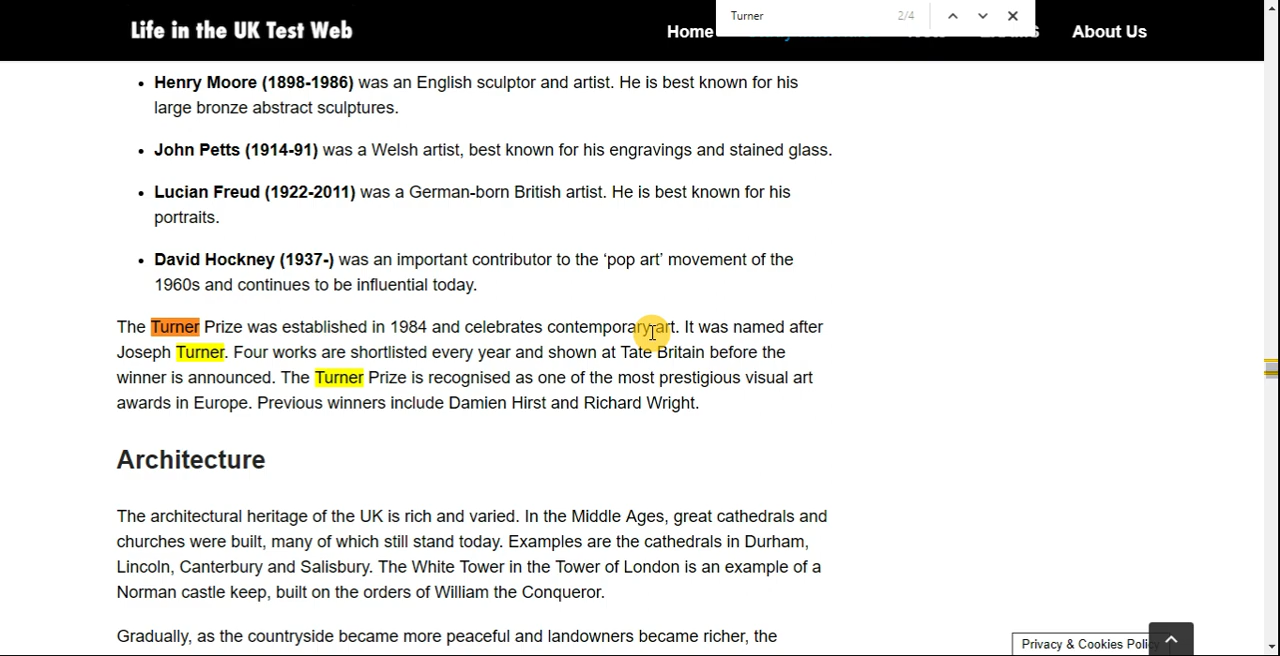 Life in the UK Test Web
Turner 2/4
Home About Us
Henry Moore (1898-1986) was an English sculptor and artist. He is best known for his
large bronze abstract sculptures.
John Petts (1914-91) was a Welsh artist, best known for his engravings and stained glass.
Lucian Freud (1922-2011) was a German-born British artist. He is best known for his
portraits.
David Hockney (1937-) was an important contributor to the ‘pop art’ movement of the
1960s and continues to be influential today.
The Turner Prize was established in 1984 and celebrates contemporary art. It was named after
Joseph Turner. Four works are shortlisted every year and shown at Tate Britain before the
winner is announced. The Turner Prize is recognised as one of the most prestigious visual art
awards in Europe. Previous winners include Damien Hirst and Richard Wright.
Architecture
The architectural heritage of the UK is rich and varied. In the Middle Ages, great cathedrals and
churches were built, many of which still stand today. Examples are the cathedrals in Durham,
Lincoln, Canterbury and Salisbury. The White Tower in the Tower of London is an example of a
Norman castle keep, built on the orders of William the Conqueror.
Gradually, as the countryside became more peaceful and landowners became richer, the
Privacy & Cookies Policy